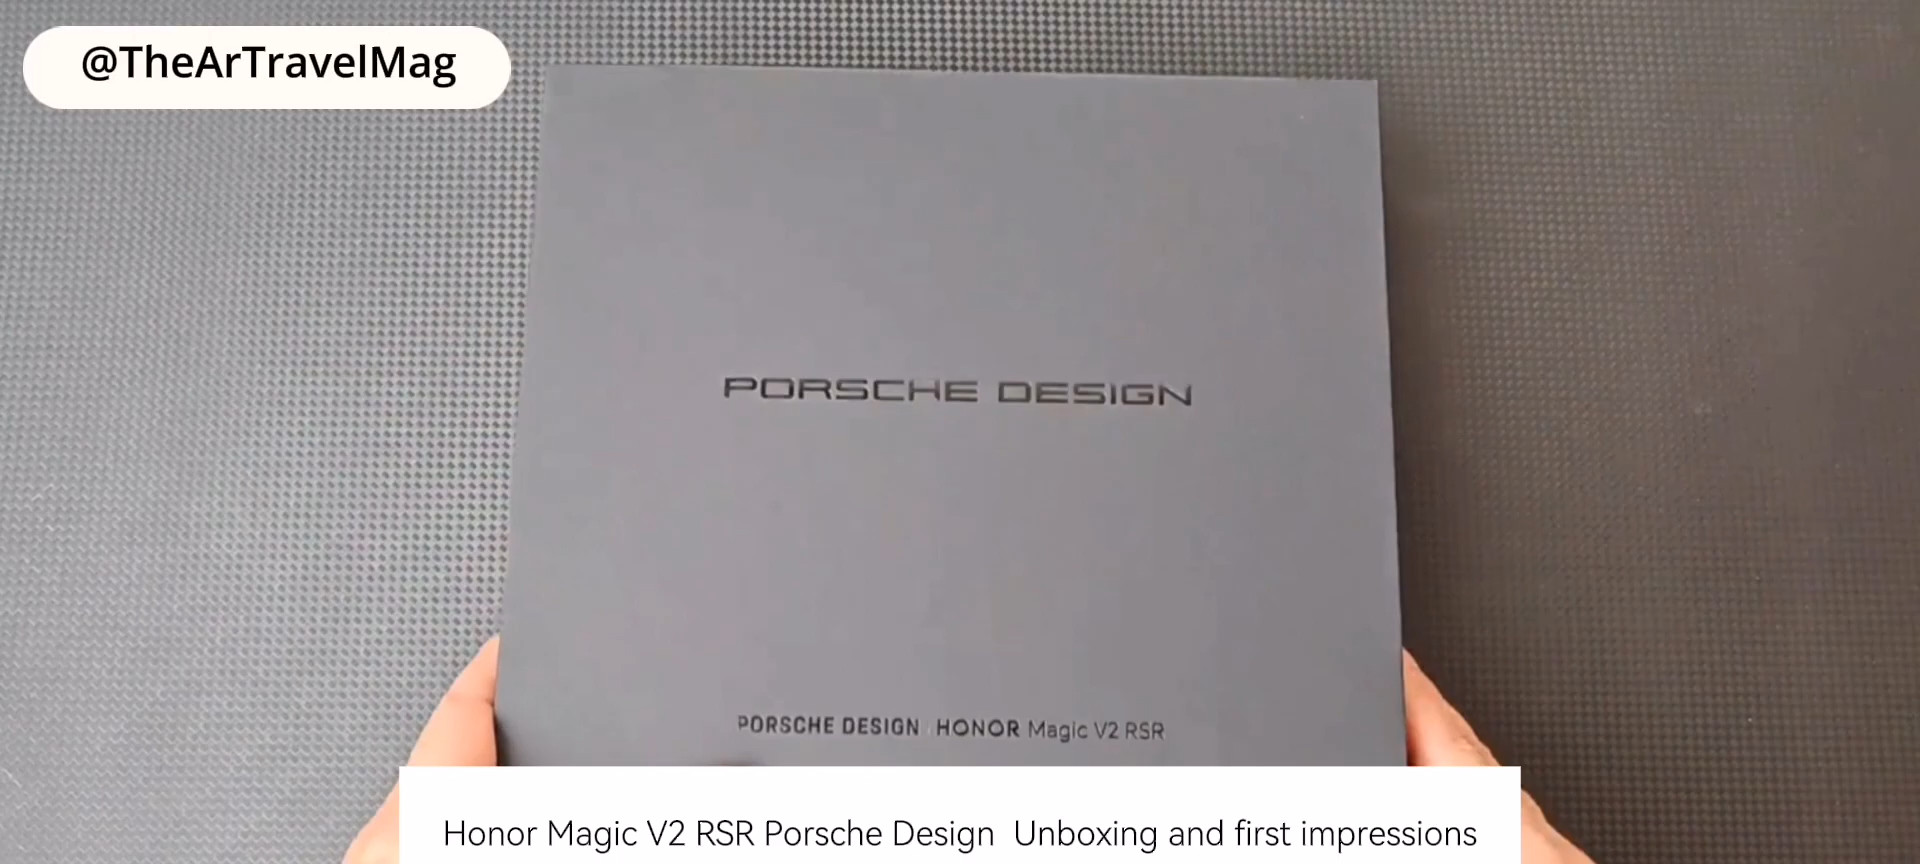 @TheArTravelMag
PORSCHE DESIGN
PORSCHE DESIGN HONOR Magic V2 RSR
Honor Magic V2 RSR Porsche Design Unboxing and first impressions